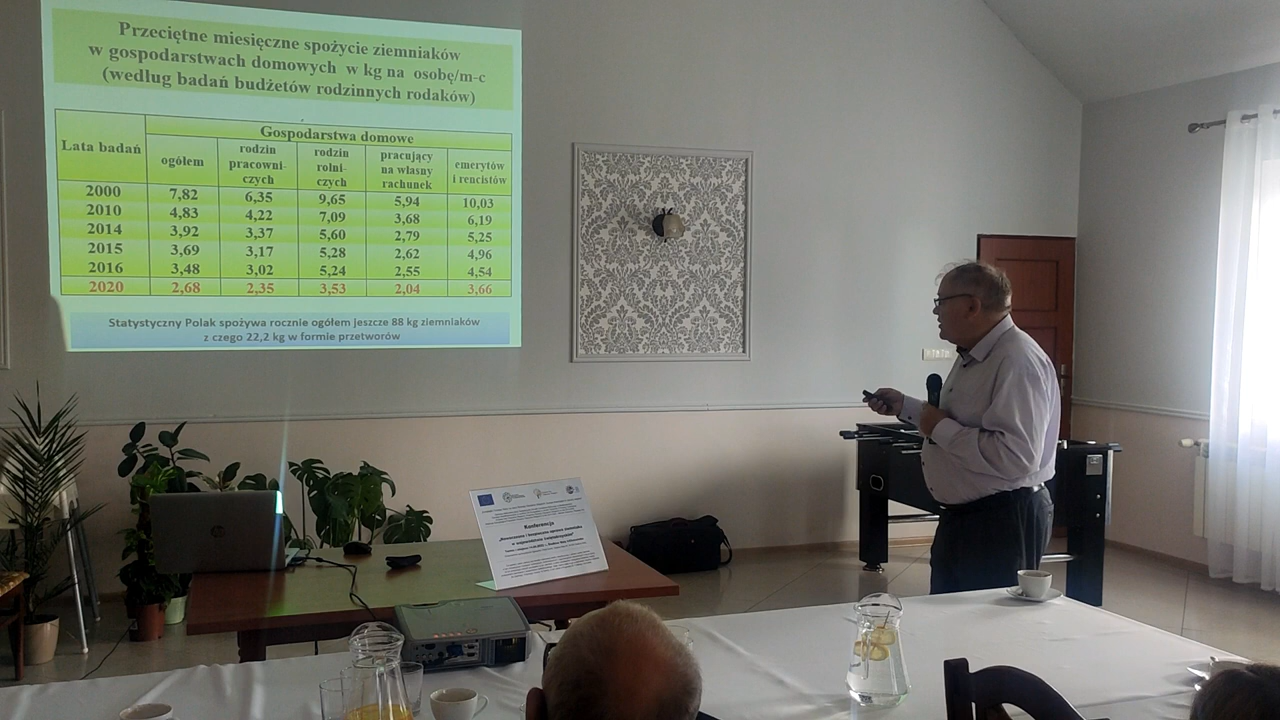 Przeciętne miesięczne spożycie ziemniaków
w gospodarstwach domowych w kg na osobę/m-c
(według badań budżetów rodzinnych rodaków)
Lata badań
Gospodarstwa domowe
ogółem
rodzin
pracowni-
czych
rodzin
rolni-
czych
pracujący
na własny
rachunek
emerytów
i rencistów
2000 7,82 6,35 9,65 5,94 10,03
2010 4,83 4,22 7,09 3,68 6,19
2014 3,92 3,37 5,60 2,79 5,25
2015 3,69 3,17 5,28 2,62 4,96
2016 3,48 3,02 5,24 2,55 4,54
2020 2,68 2,35 3,53 2,04 3,66
Statystyczny Polak spożywa rocznie ogółem jeszcze 88 kg ziemniaków
z czego 22,2 kg w formie przetworów
Konferencja